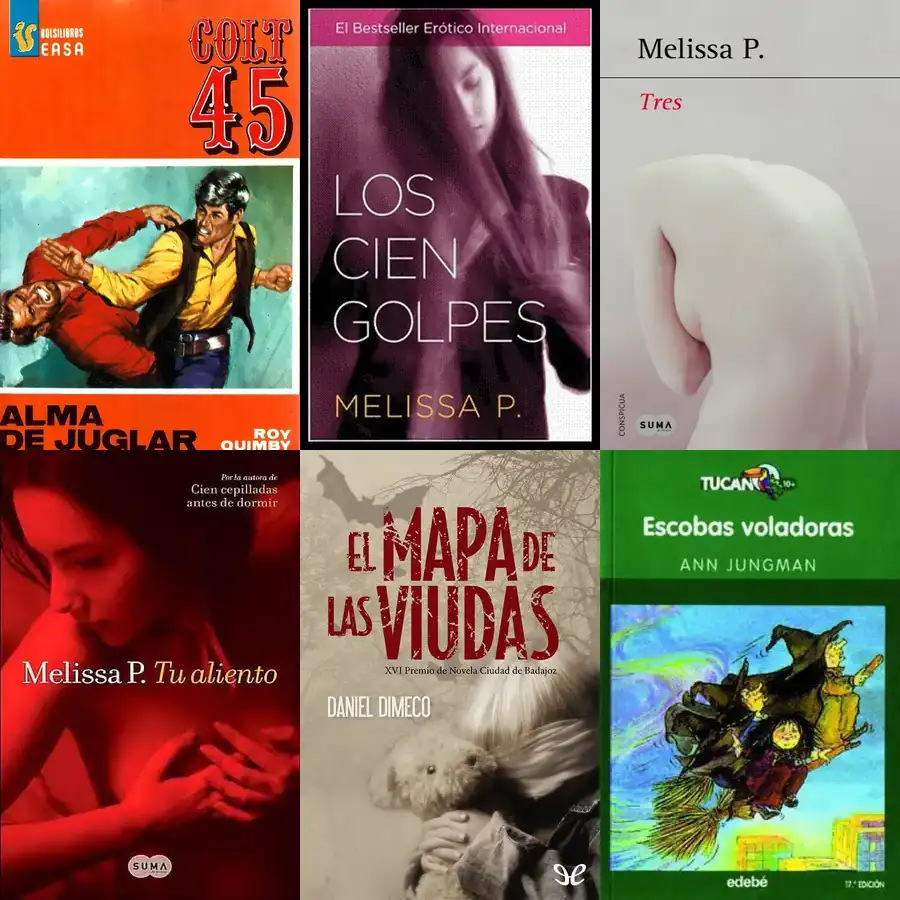 BOLSILIBROS
EASA
COLT
45
ALMA
DE JUGLAR
ROY
QUIMBY
El Bestseller Erótico Internacional
LOS
CIEN
GOLPES
MELISSA P.
Melissa P.
Tres
CONSPICUA
SUMA
Por la autora de
Cien cepilladas
antes de dormir
Melissa P. Tu aliento
SUMA
EL MAPA DE
LAS VIUDAS
XVI Premio de Novela Ciudad de Badajoz
DANIEL DIMECO
TUCAN 10+
Escobas voladoras
ANN JUNGMAN
edebé
17.ª EDICIÓN